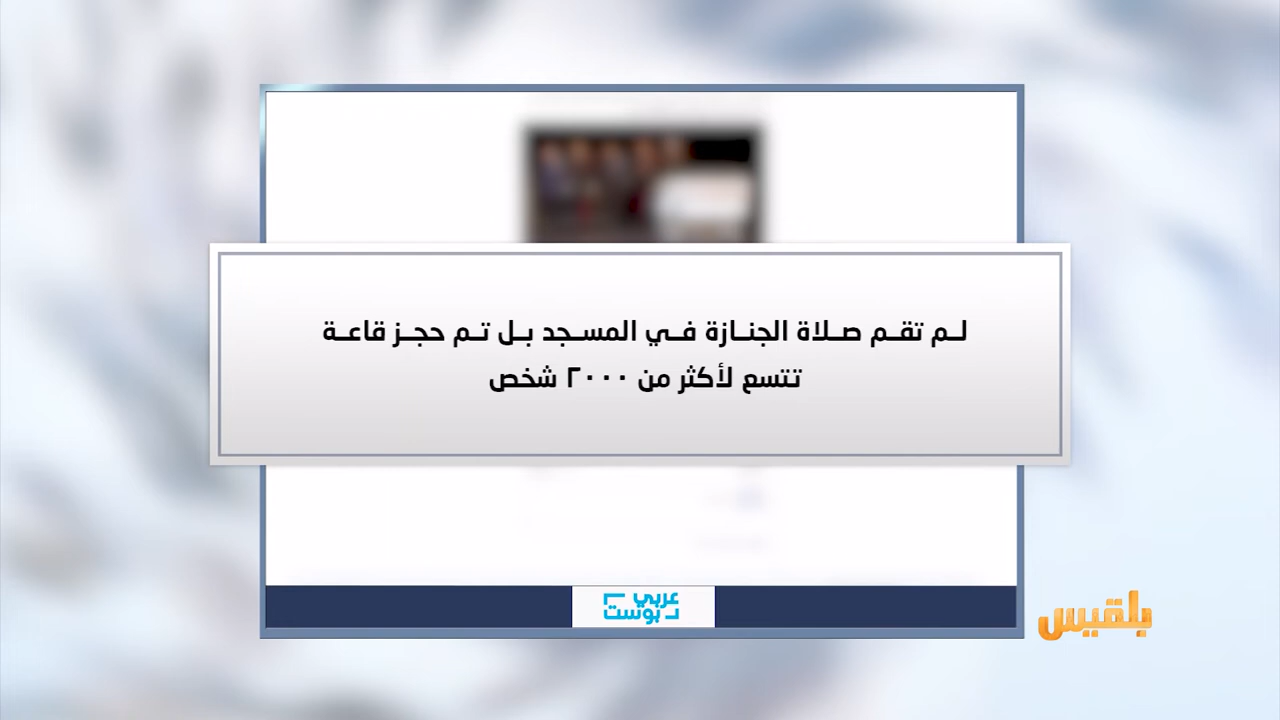 لم تقم صلاة الجنازة في المسجد بل تم حجز قاعة
تتسع لأكثر من ٢٠٠٠ شخص
عربي
بوست
بلقيس